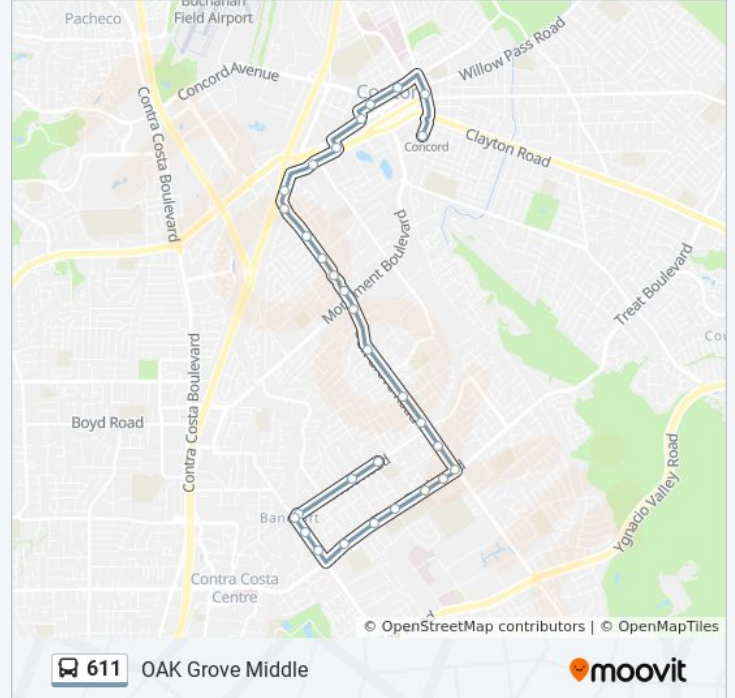 Buchanan
Field Airport
Pacheco
Willow Pass Road
Concord Avenue
Contra Costa Boulevard
Concord
Clayton Road
Monument Boulevard
Treat Boulevard
Contra Costa Boulevard
Boyd Road
Ygnacio Valley Road
Bancroft
Contra Costa
Centre
© OpenStreetMap contributors | © OpenMapTiles
611 OAK Grove Middle
moovit